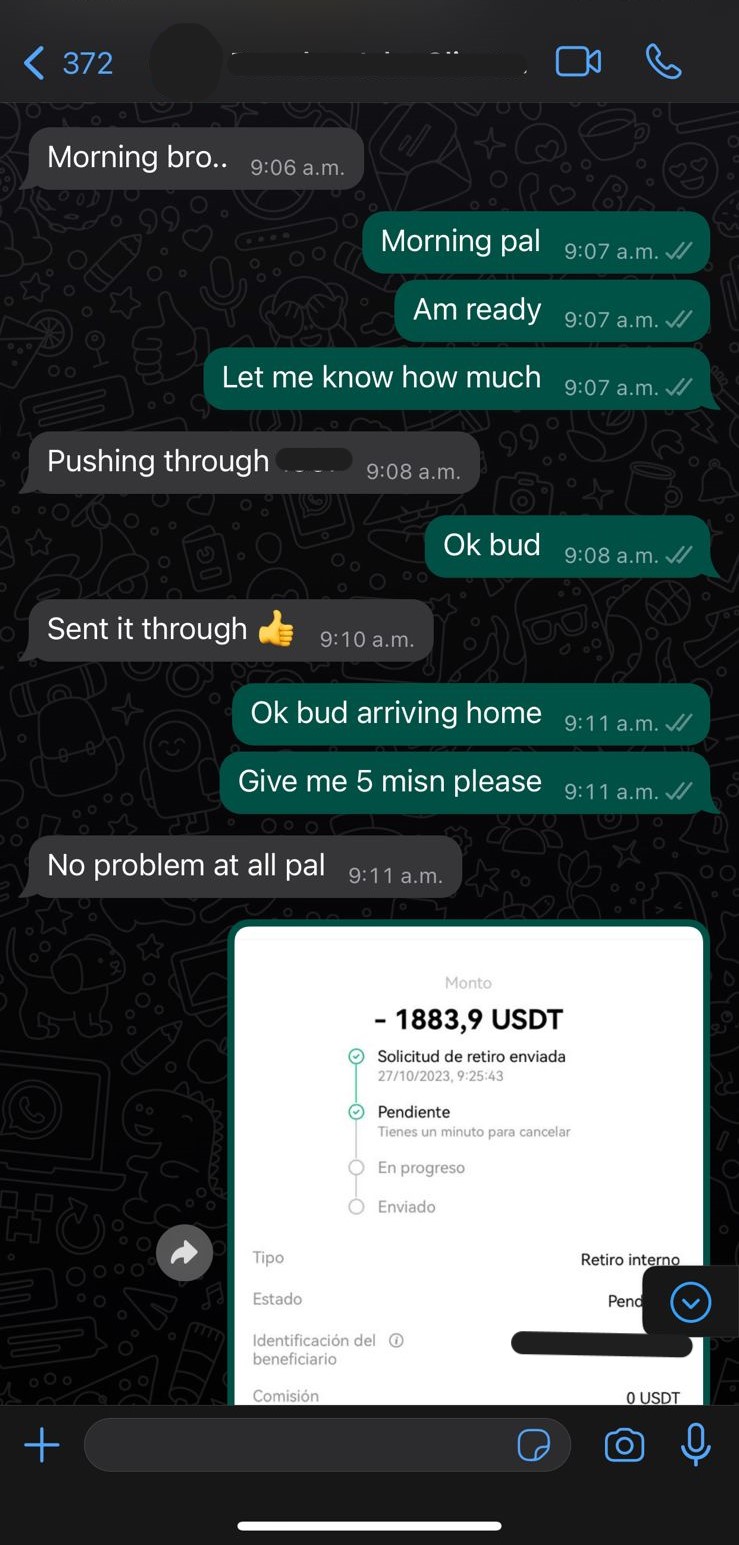 372
Morning bro.. 9:06 a.m.
Morning pal 9:07 a.m.
Am ready 9:07 a.m.
Let me know how much 9:07 a.m.
Pushing through 9:08 a.m.
Ok bud 9:08 a.m.
Sent it through 👍 9:10 a.m.
Ok bud arriving home 9:11 a.m.
Give me 5 misn please 9:11 a.m.
No problem at all pal 9:11 a.m.
Monto
- 1883,9 USDT
Solicitud de retiro enviada
27/10/2023, 9:25:43
Pendiente
Tienes un minuto para cancelar
En progreso
Enviado
Tipo Retiro interno
Estado Pend
Identificación del
beneficiario
Comisión 0 USDT